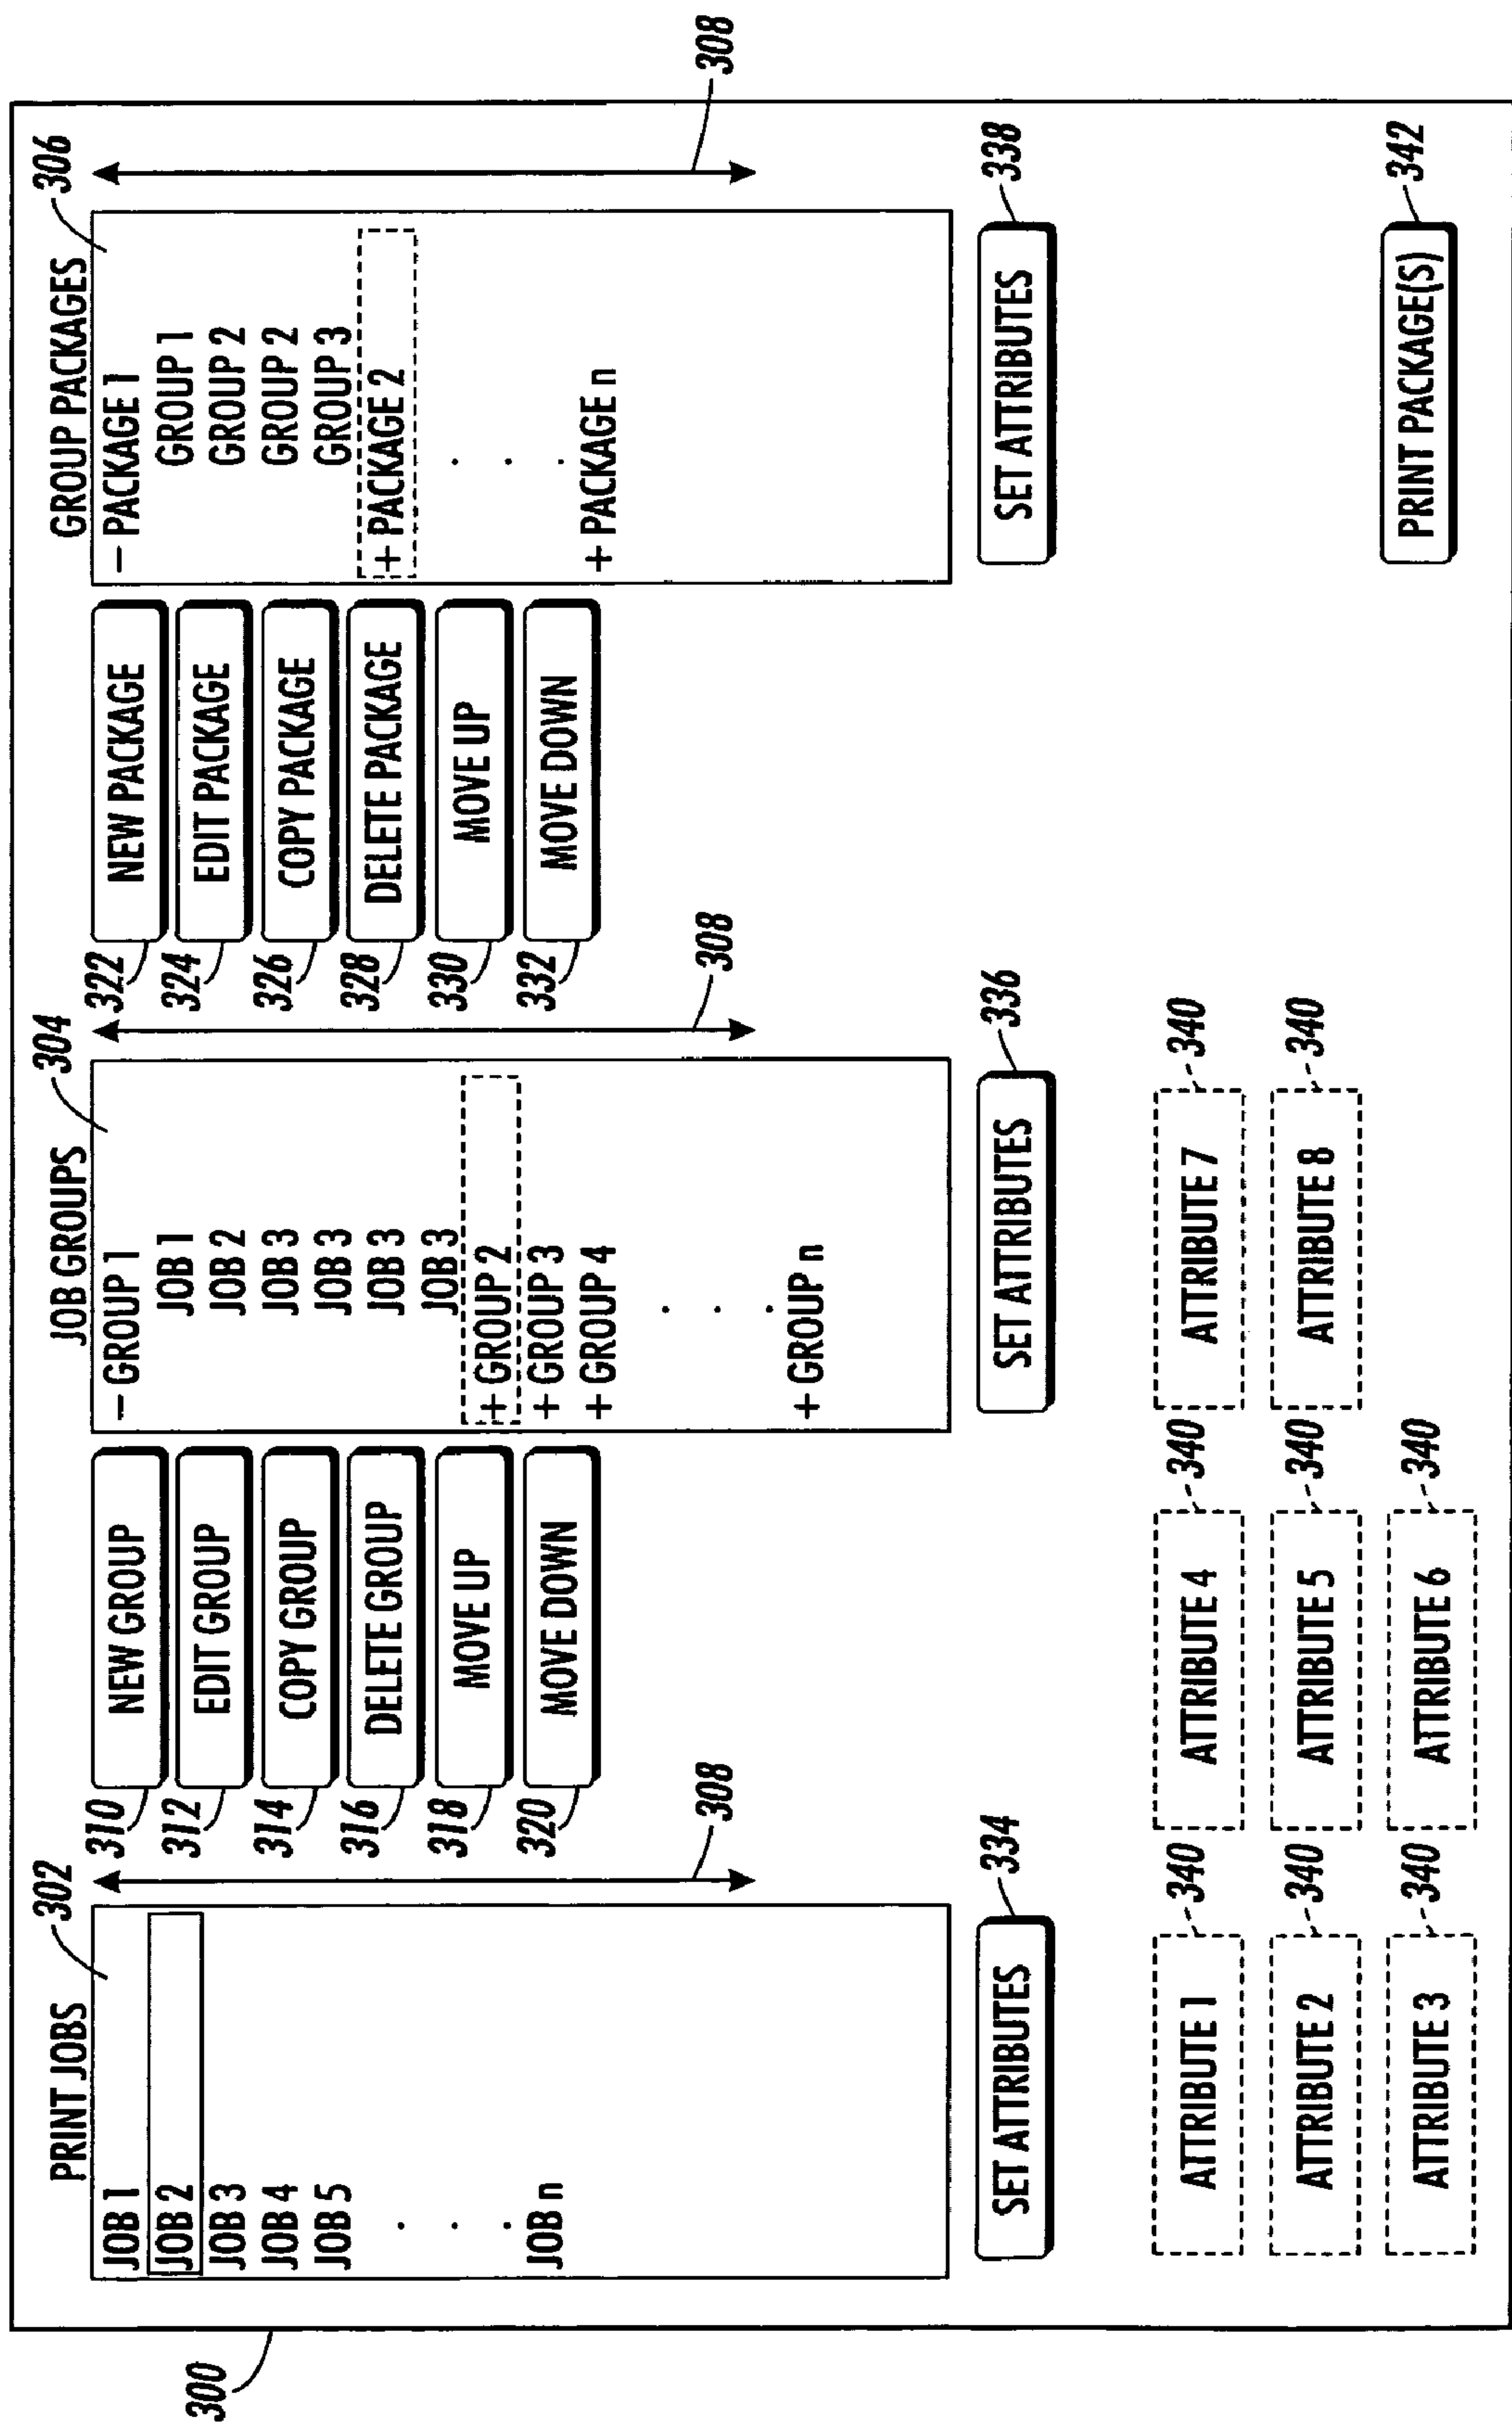 300
PRINT JOBS
302
JOB 1
JOB 2
JOB 3
JOB 4
JOB 5
.
.
.
JOB n
308
310 NEW GROUP
312 EDIT GROUP
314 COPY GROUP
316 DELETE GROUP
318 MOVE UP
320 MOVE DOWN
JOB GROUPS
304
– GROUP 1
JOB 1
JOB 2
JOB 3
JOB 3
JOB 3
JOB 3
+ GROUP 2
+ GROUP 3
+ GROUP 4
.
.
.
+ GROUP n
308
322 NEW PACKAGE
324 EDIT PACKAGE
326 COPY PACKAGE
328 DELETE PACKAGE
330 MOVE UP
332 MOVE DOWN
GROUP PACKAGES
306
– PACKAGE 1
GROUP 1
GROUP 2
GROUP 2
GROUP 3
+ PACKAGE 2
.
.
.
+ PACKAGE n
308
SET ATTRIBUTES 334
SET ATTRIBUTES 336
SET ATTRIBUTES 338
ATTRIBUTE 1 340
ATTRIBUTE 4 340
ATTRIBUTE 7 340
ATTRIBUTE 2 340
ATTRIBUTE 5 340
ATTRIBUTE 8 340
ATTRIBUTE 3 340
ATTRIBUTE 6 340
PRINT PACKAGE(S) 342